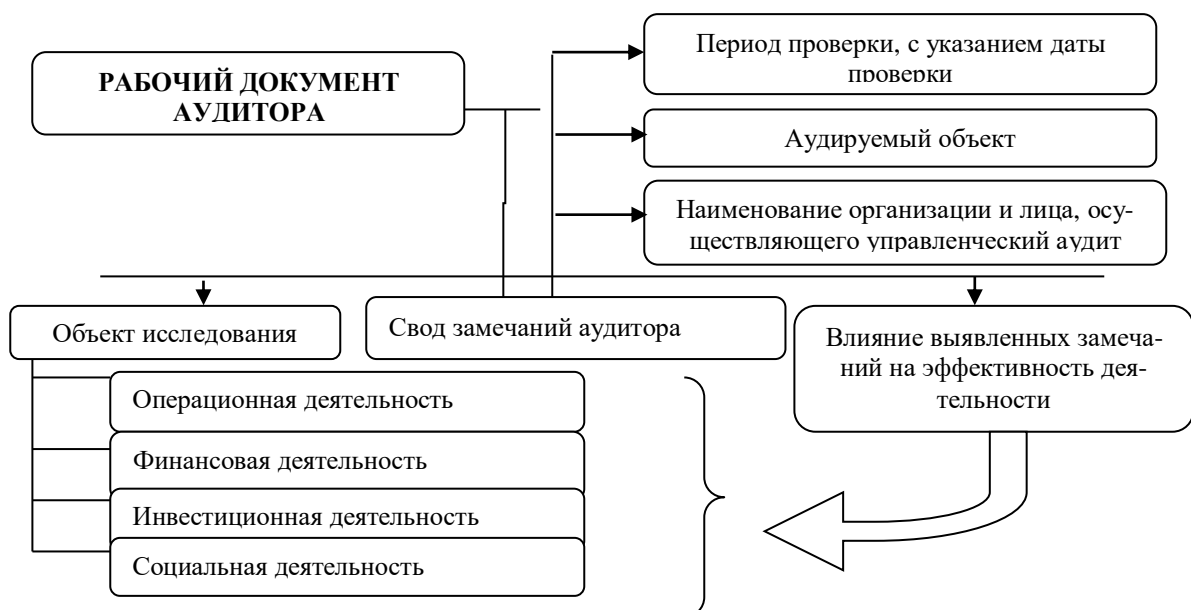 РАБОЧИЙ ДОКУМЕНТ
АУДИТОРА
Период проверки, с указанием даты
проверки
Аудируемый объект
Наименование организации и лица, осу-
ществляющего управленческий аудит
Объект исследования
Свод замечаний аудитора
Влияние выявленных замеча-
ний на эффективность дея-
тельности
Операционная деятельность
Финансовая деятельность
Инвестиционная деятельность
Социальная деятельность